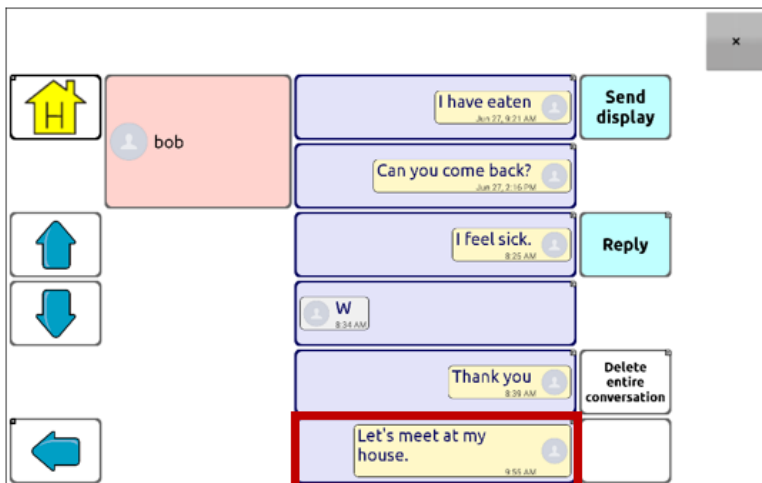 ×
H
bob
I have eaten
Jun 27, 9:21 AM
Send
display
Can you come back?
Jun 27, 2:16 PM
I feel sick.
8:25 AM
Reply
W
8:34 AM
Thank you
8:39 AM
Delete
entire
conversation
Let's meet at my
house.
9:55 AM